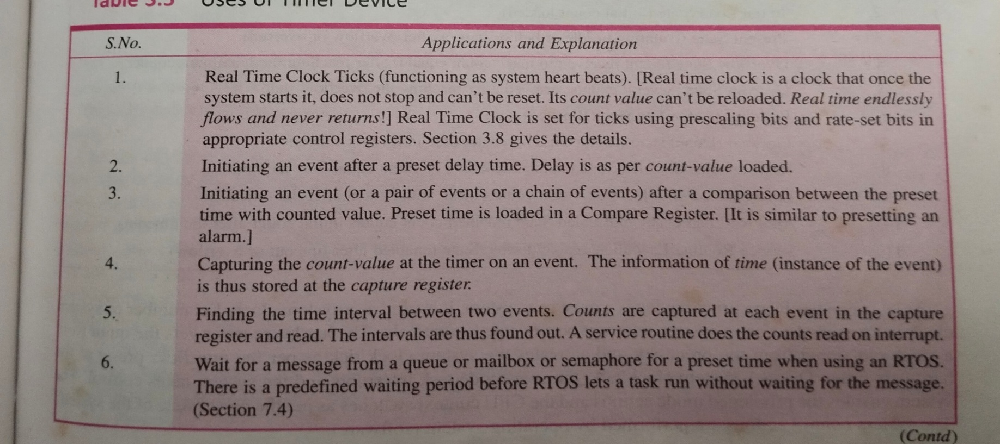 Table 3.3 Uses of Timer Device
S.No. Applications and Explanation
1. Real Time Clock Ticks (functioning as system heart beats). [Real time clock is a clock that once the
system starts it, does not stop and can't be reset. Its count value can't be reloaded. Real time endlessly
flows and never returns!] Real Time Clock is set for ticks using prescaling bits and rate-set bits in
appropriate control registers. Section 3.8 gives the details.
2. Initiating an event after a preset delay time. Delay is as per count-value loaded.
3. Initiating an event (or a pair of events or a chain of events) after a comparison between the preset
time with counted value. Preset time is loaded in a Compare Register. [It is similar to presetting an
alarm.]
4. Capturing the count-value at the timer on an event. The information of time (instance of the event)
is thus stored at the capture register.
5. Finding the time interval between two events. Counts are captured at each event in the capture
register and read. The intervals are thus found out. A service routine does the counts read on interrupt.
6. Wait for a message from a queue or mailbox or semaphore for a preset time when using an RTOS.
There is a predefined waiting period before RTOS lets a task run without waiting for the message.
(Section 7.4)
(Contd)